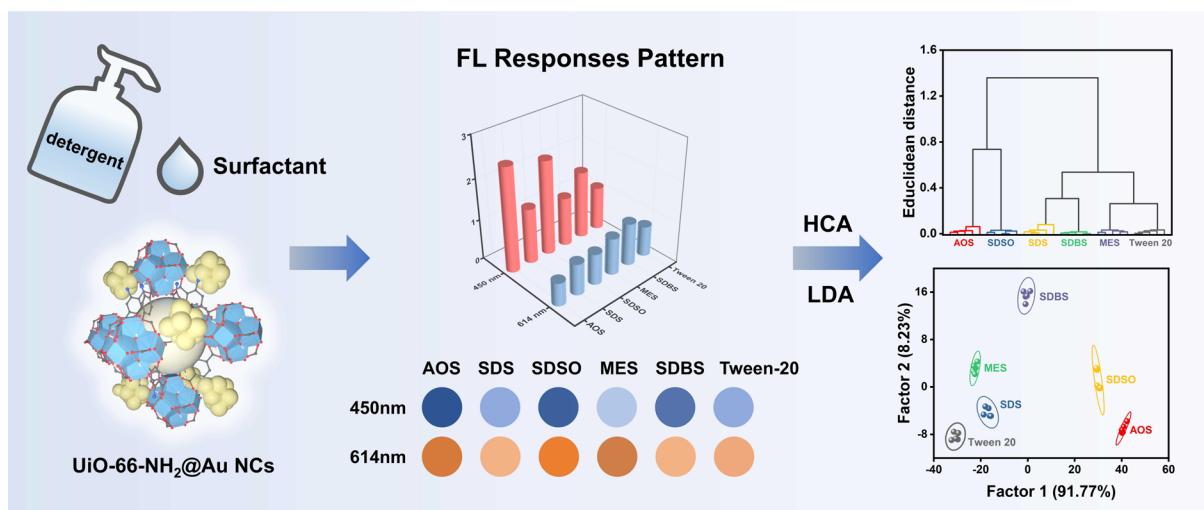 detergent
Surfactant
UiO-66-NH₂@Au NCs
FL Responses Pattern
3
2
1
0
450 nm
614 nm
AOS
SDS
SDSO
MES
SDBS
Tween 20
AOS SDS SDSO MES SDBS Tween-20
450nm
614nm
HCA
LDA
Educlidean distance
1.6
1.2
0.8
0.4
0.0
AOS SDSO SDS SDBS MES Tween 20
Factor 2 (8.23%)
16
8
0
-8
SDBS
MES
SDSO
SDS
AOS
Tween 20
-40 -20 0 20 40 60
Factor 1 (91.77%)